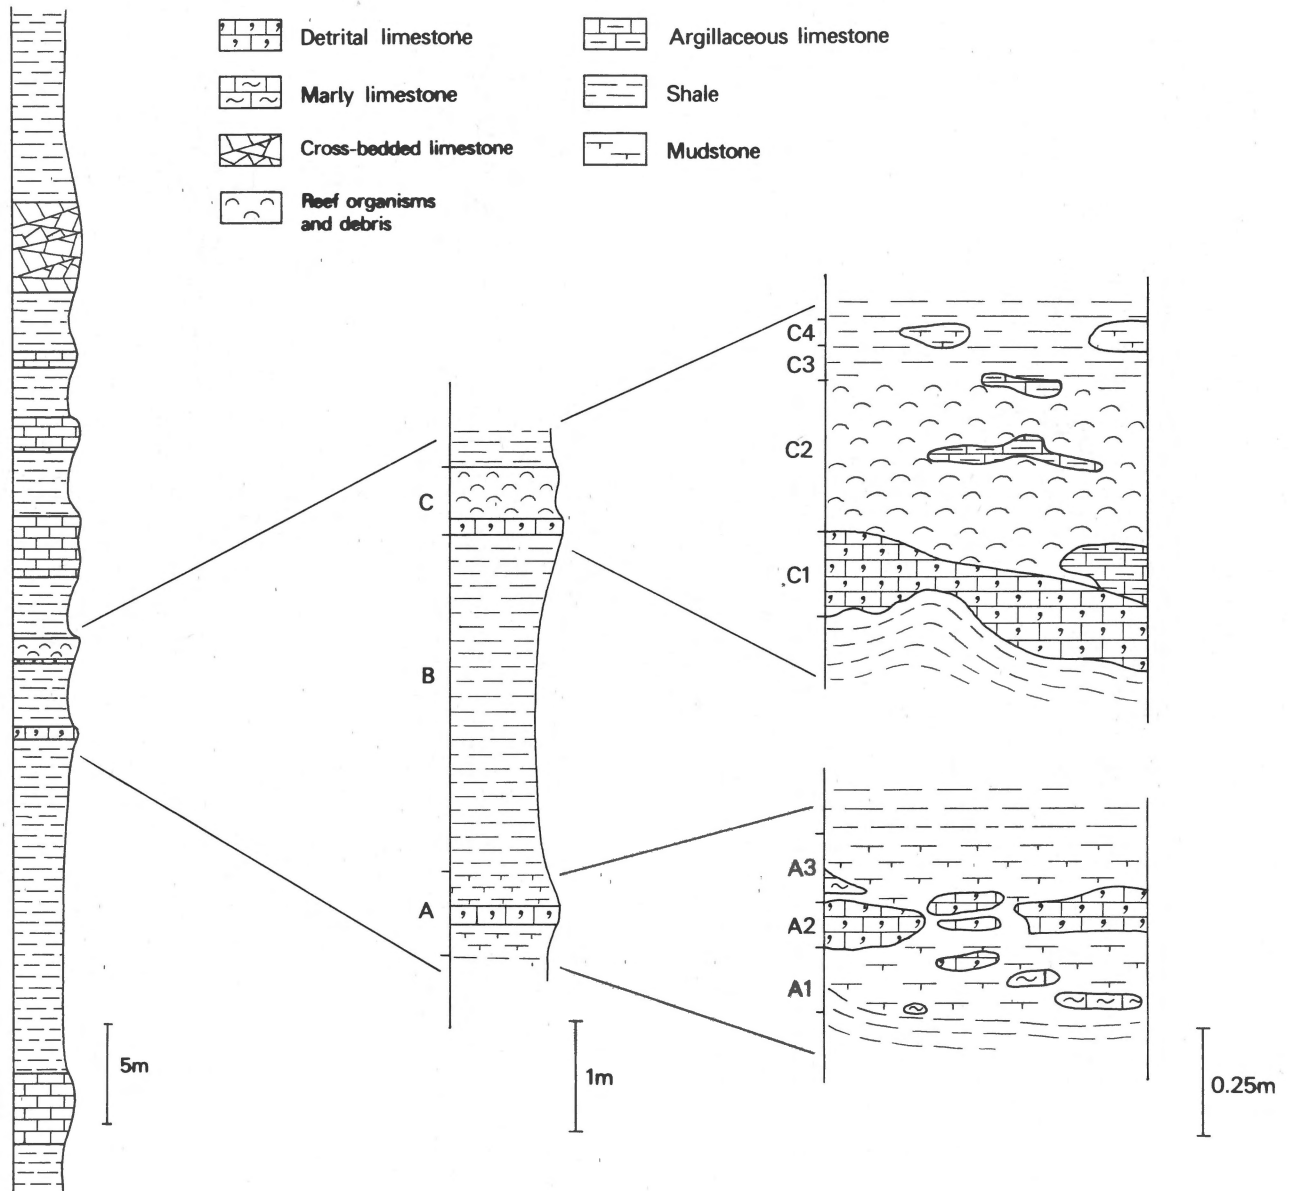 Detrital limestone
Marly limestone
Cross-bedded limestone
Reef organisms
and debris
Argillaceous limestone
Shale
Mudstone
C4
C3
C2
C1
C
B
A
A3
A2
A1
5m
1m
0.25m